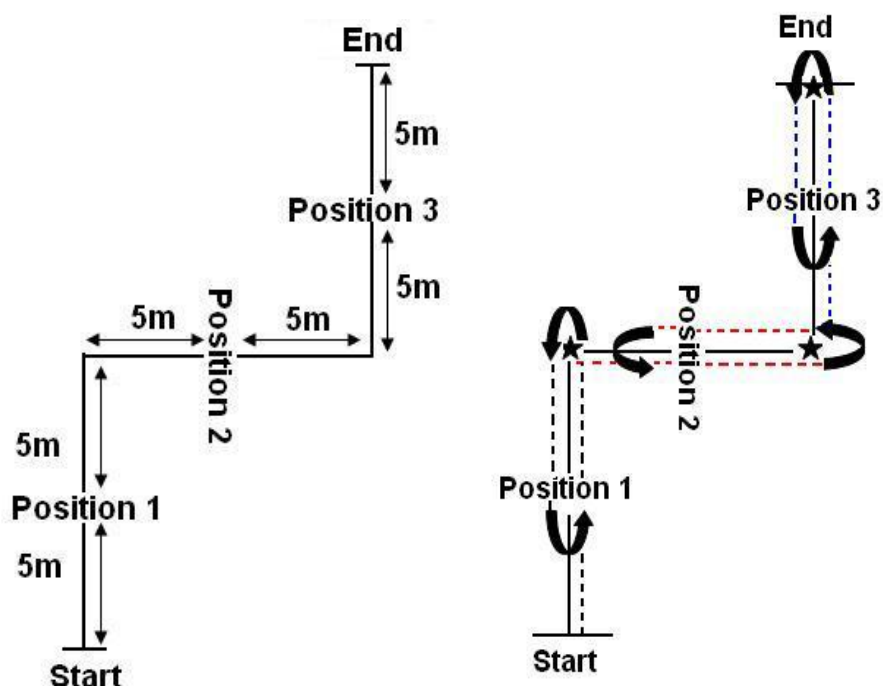 End
5m
Position 3
5m
5m
5m
Position 2
5m
Position 1
5m
Start
End
Position 3
Position 2
Position 1
Start